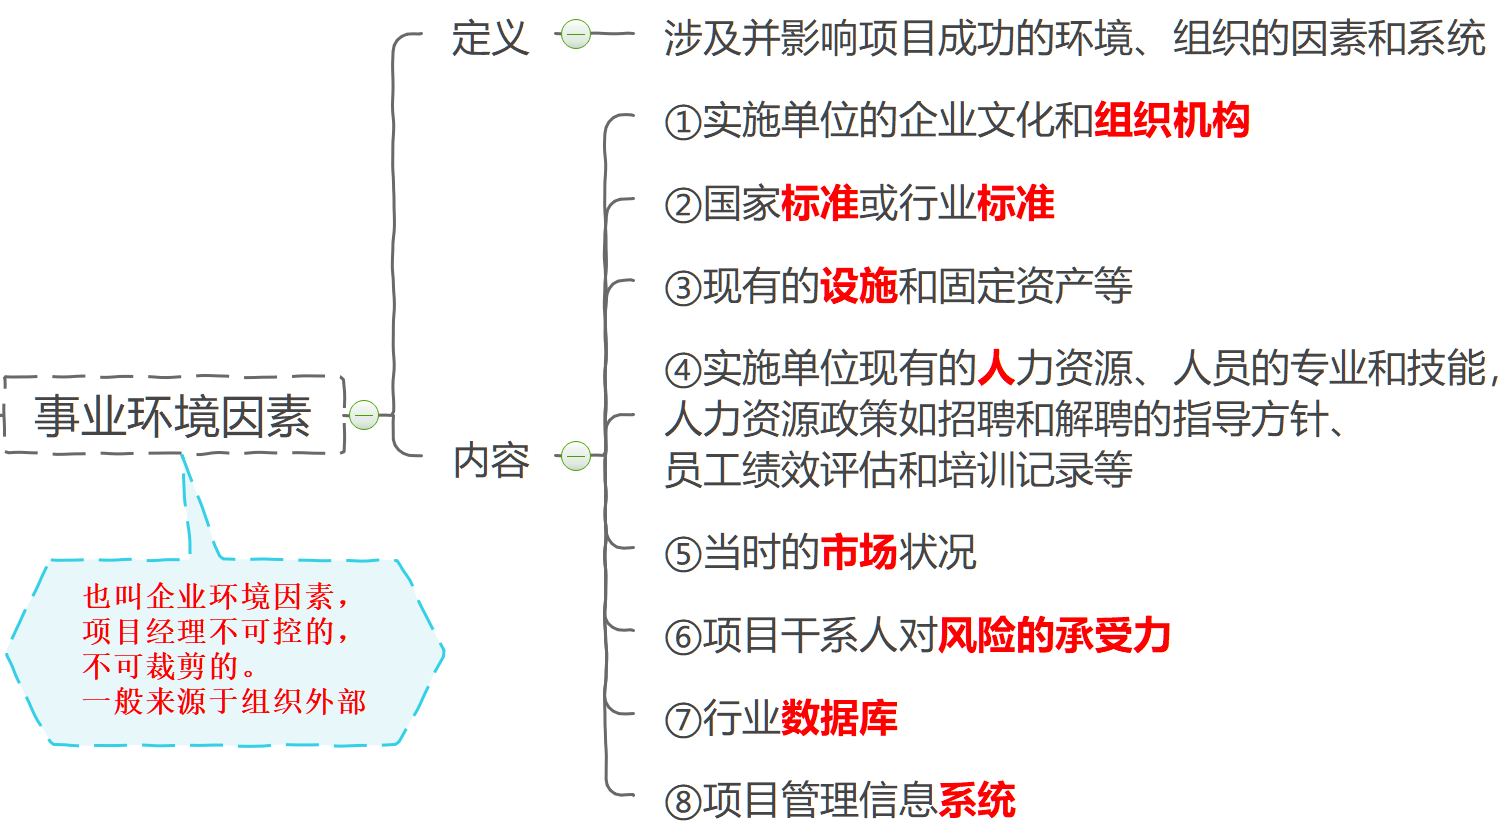 定义
涉及并影响项目成功的环境、组织的因素和系统
①实施单位的企业文化和组织机构
②国家标准或行业标准
③现有的设施和固定资产等
④实施单位现有的人力资源、人员的专业和技能，
人力资源政策如招聘和解聘的指导方针、
员工绩效评估和培训记录等
事业环境因素
内容
⑤当时的市场状况
也叫企业环境因素，
项目经理不可控的，
不可裁剪的。
一般来源于组织外部
⑥项目干系人对风险的承受力
⑦行业数据库
⑧项目管理信息系统